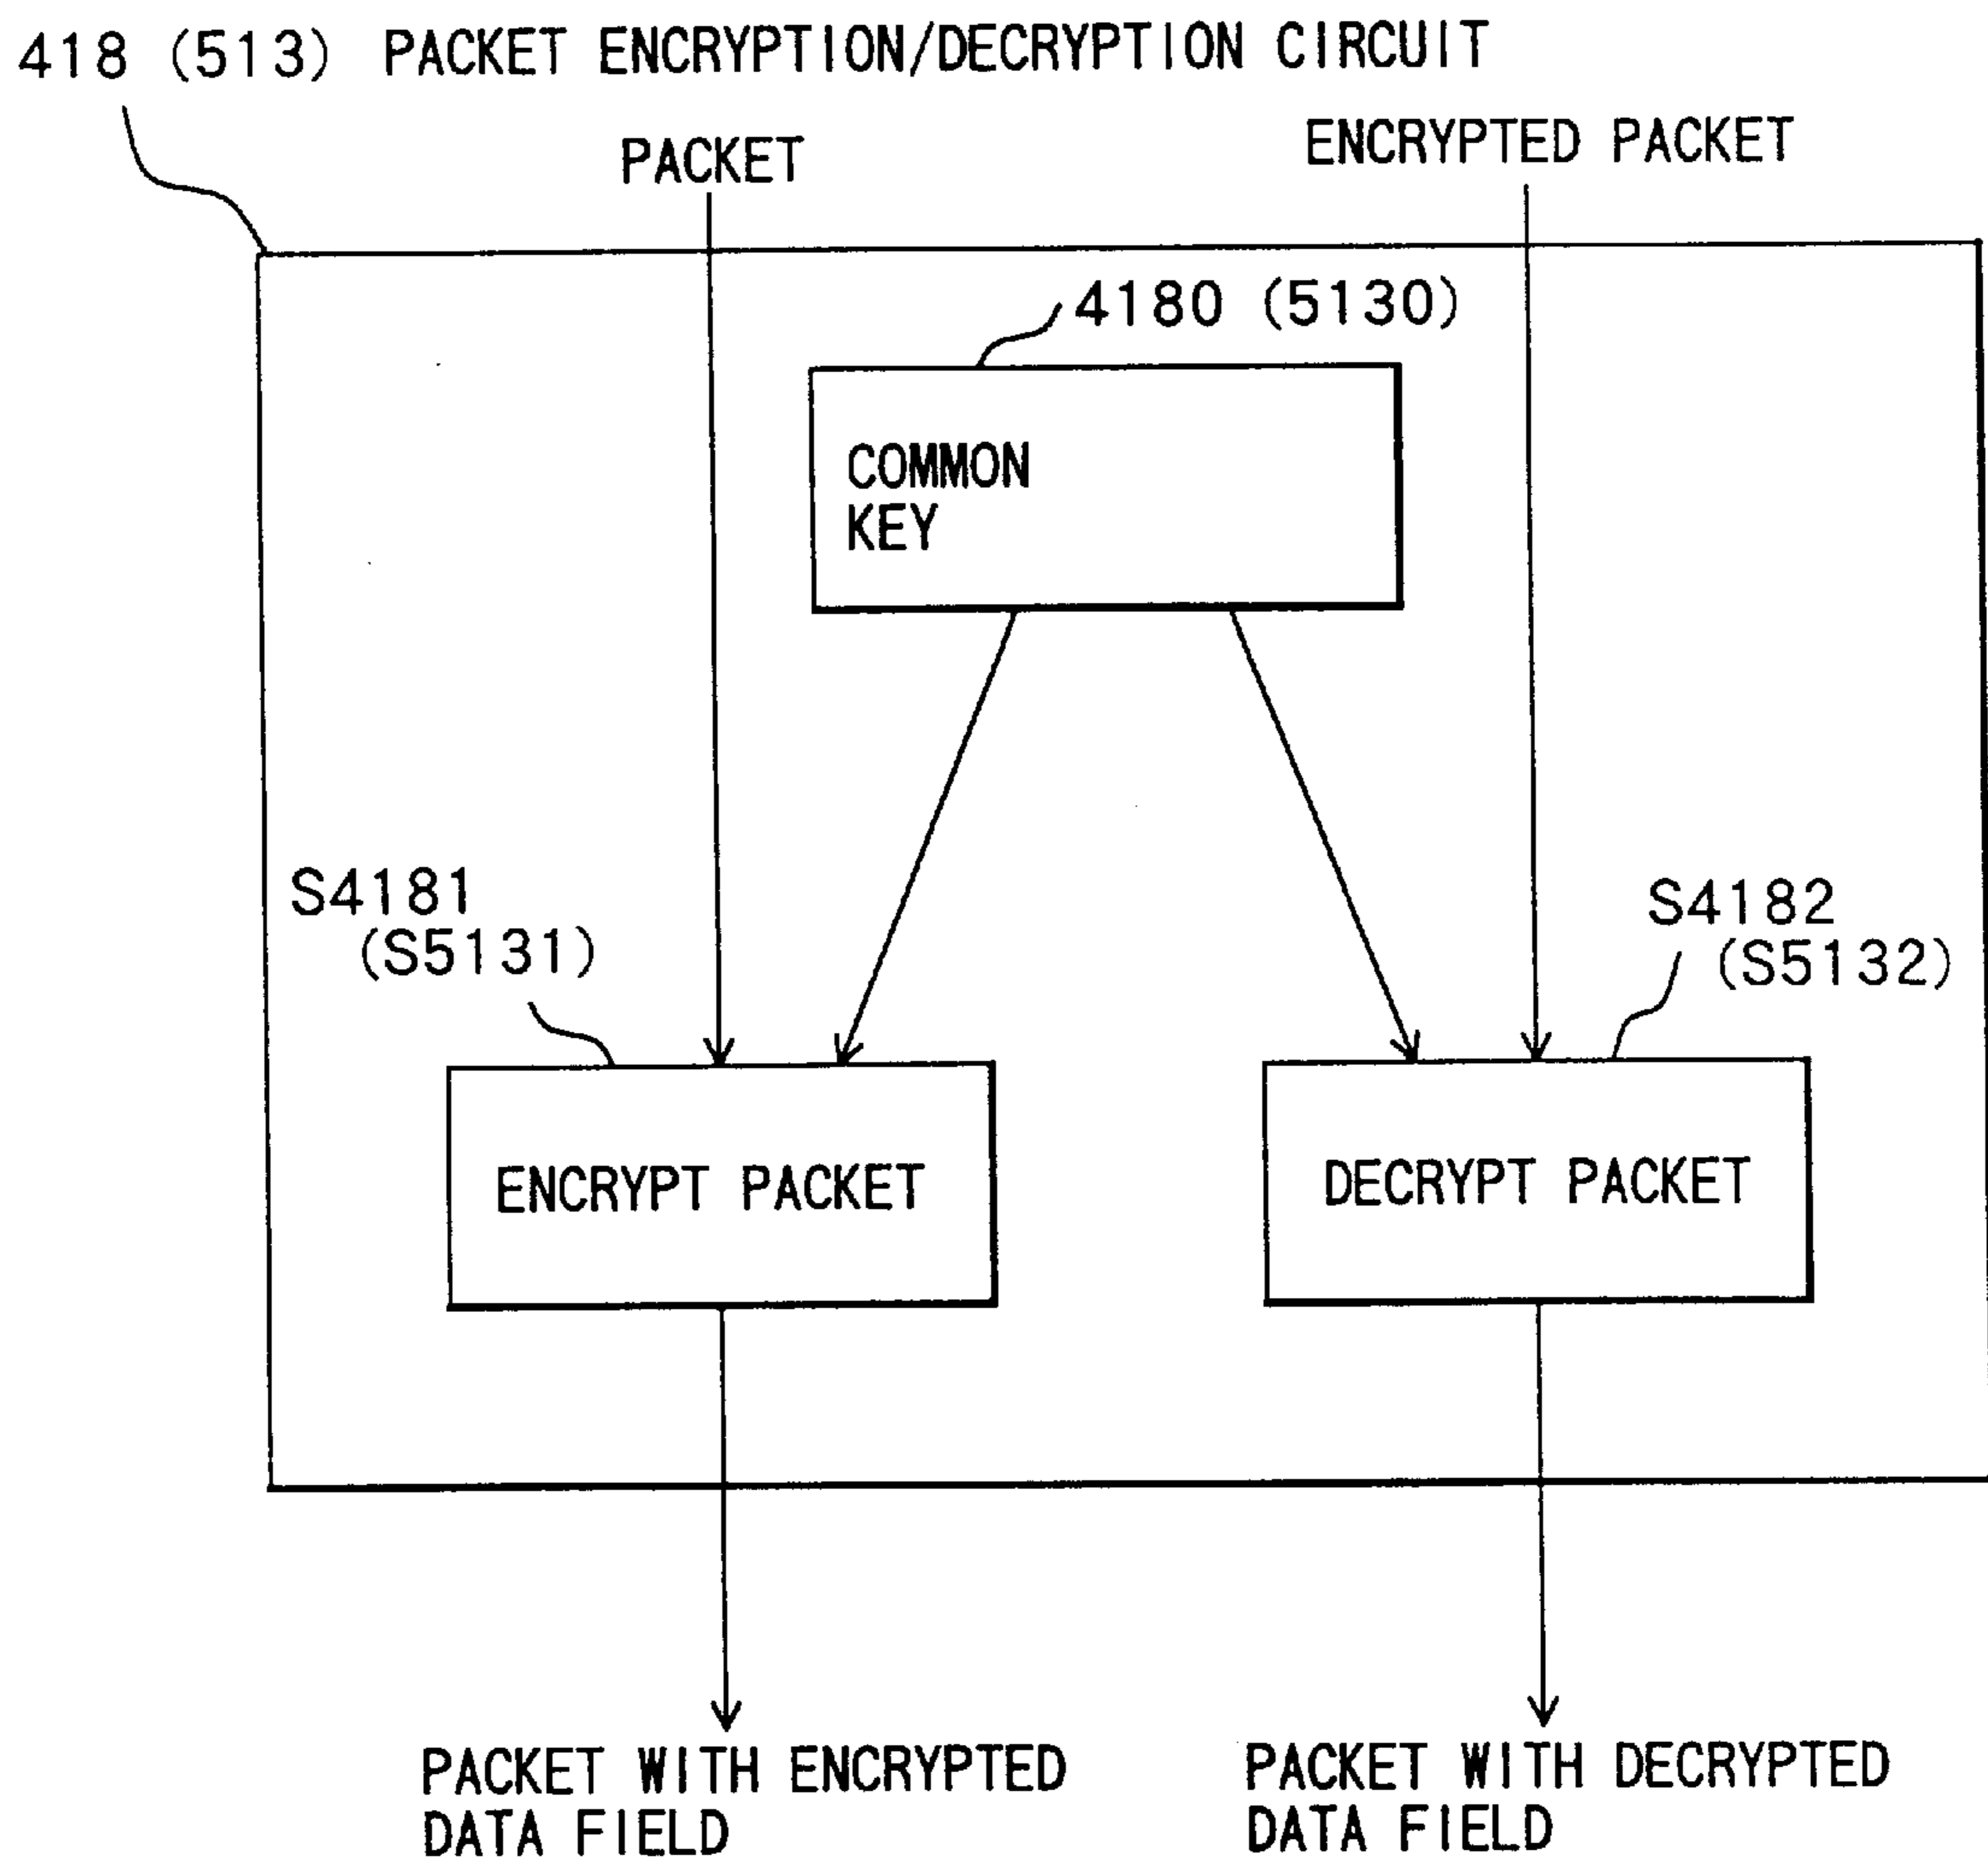 418 (513) PACKET ENCRYPTION/DECRYPTION CIRCUIT
PACKET
ENCRYPTED PACKET
4180 (5130)
COMMON
KEY
S4181
(S5131)
S4182
(S5132)
ENCRYPT PACKET
DECRYPT PACKET
PACKET WITH ENCRYPTED
DATA FIELD
PACKET WITH DECRYPTED
DATA FIELD